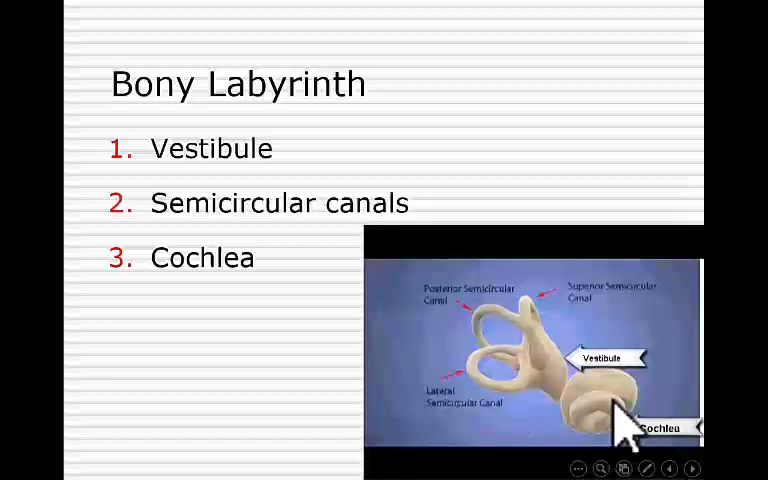 Bony Labyrinth
1. Vestibule
2. Semicircular canals
3. Cochlea
Posterior Semicircular
Canal
Superior Semicircular
Canal
Vestibule
Lateral
Semicircular Canal
Cochlea